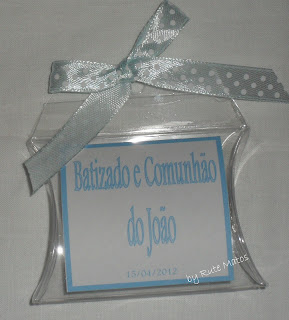 Batizado e Comunhão
do João
15/04/2012
by Rute Matos